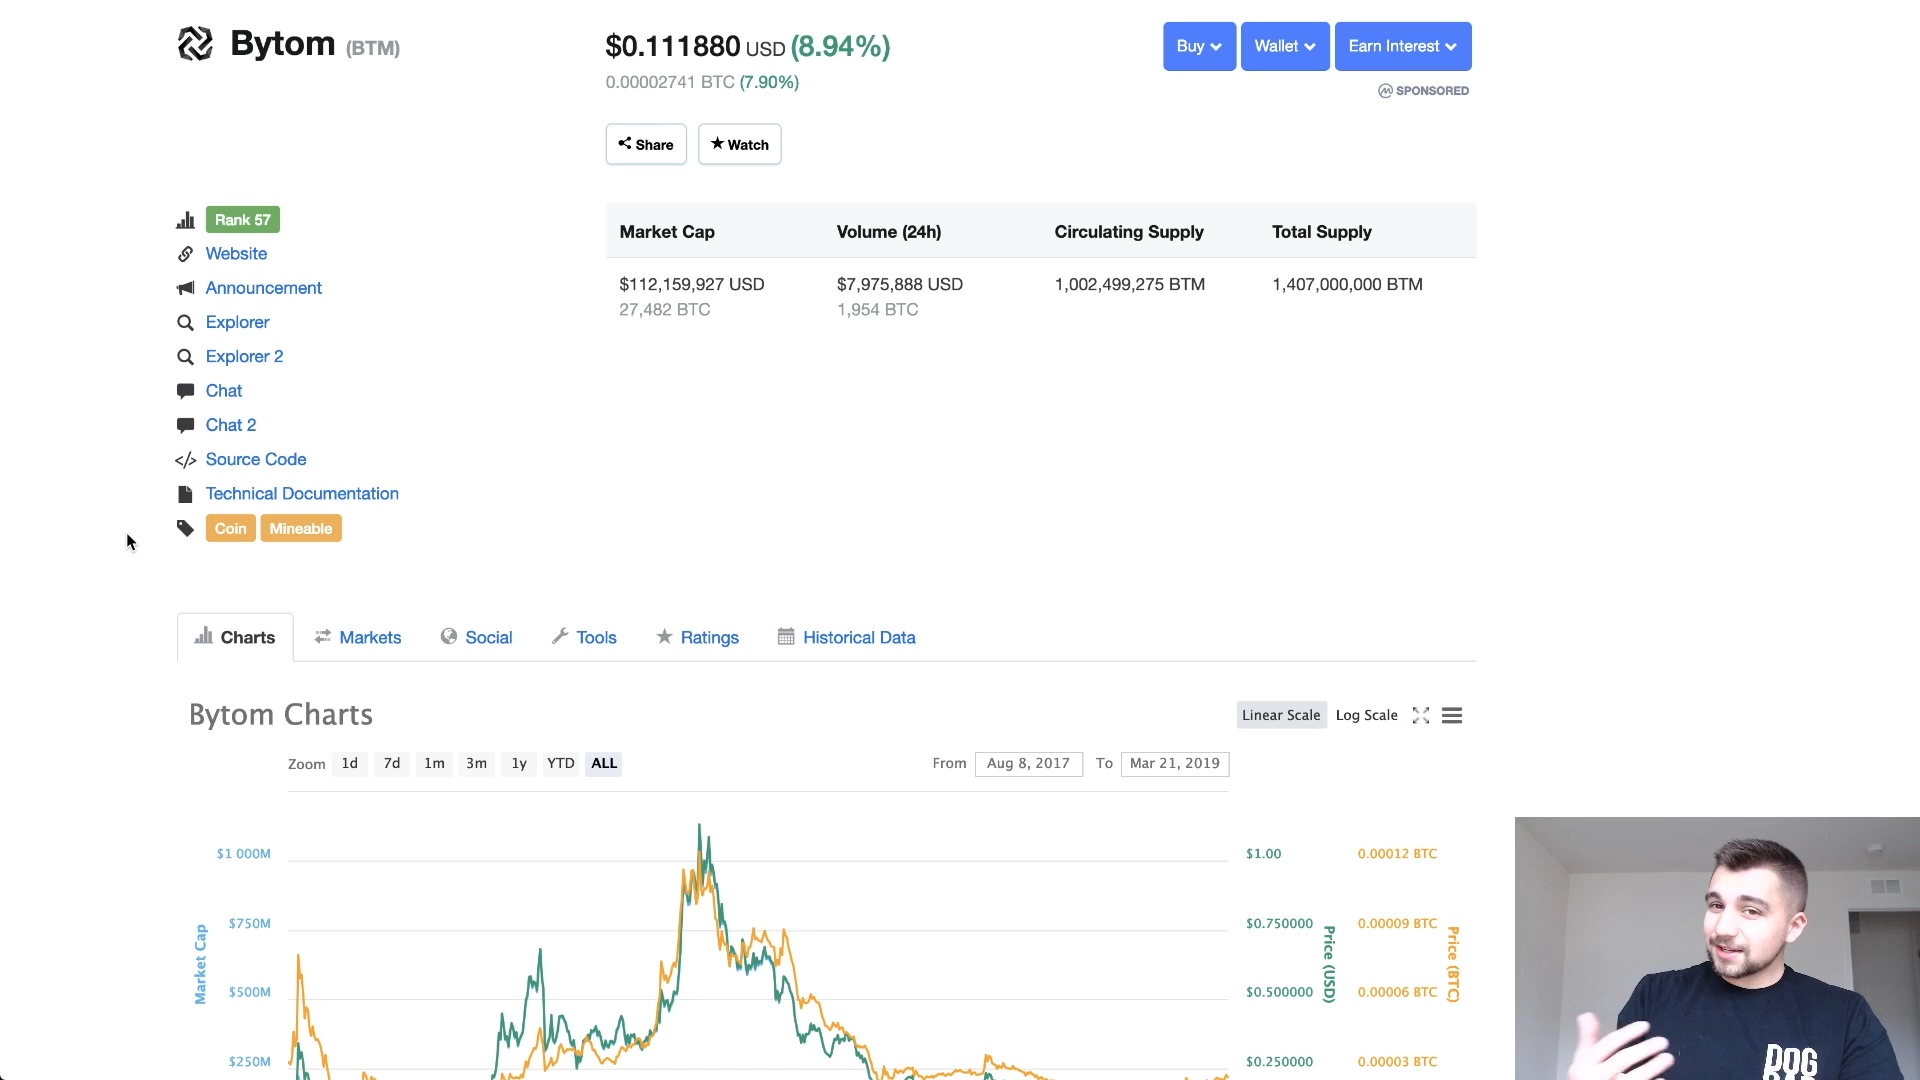 Bytom (BTM)
$0.111880 USD (8.94%)
0.00002741 BTC (7.90%)
Buy
Wallet
Earn Interest
SPONSORED
Share
Watch
Rank 57
Website
Announcement
Explorer
Explorer 2
Chat
Chat 2
Source Code
Technical Documentation
Coin Mineable
Market Cap Volume (24h) Circulating Supply Total Supply
$112,159,927 USD $7,975,888 USD 1,002,499,275 BTM 1,407,000,000 BTM
27,482 BTC 1,954 BTC
Charts Markets Social Tools Ratings Historical Data
Bytom Charts
Linear Scale Log Scale
Zoom 1d 7d 1m 3m 1y YTD ALL
From Aug 8, 2017 To Mar 21, 2019
$1 000M $1.00 0.00012 BTC
$750M $0.750000 0.00009 BTC
$500M $0.500000 0.00006 BTC
$250M $0.250000 0.00003 BTC
Market Cap
Price (USD)
Price (BTC)
DOG